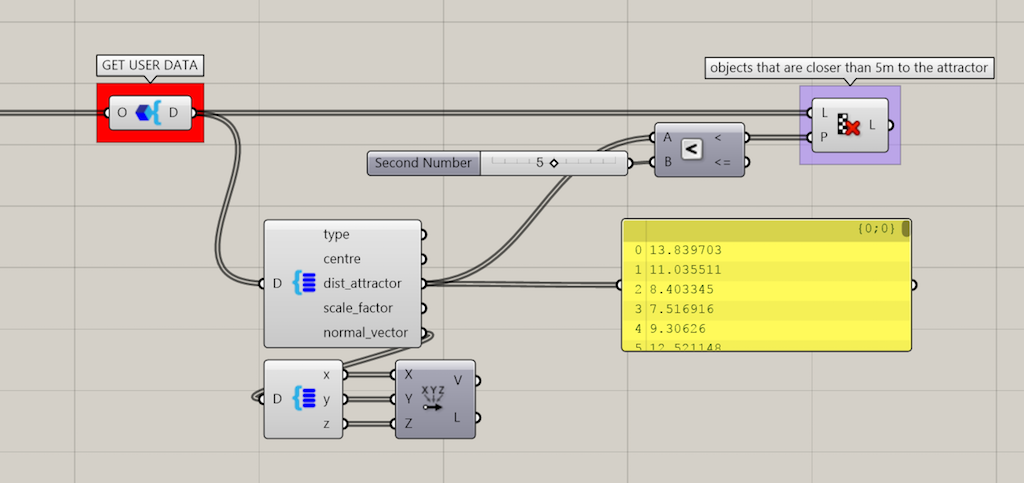 GET USER DATA
objects that are closer than 5m to the attractor
O D
L
P
L
A <
B <=
Second Number 5
D
type
centre
dist_attractor
scale_factor
normal_vector
{0;0}
0 13.839703
1 11.035511
2 8.403345
3 7.516916
4 9.30626
5 12.521148
D
x
y
z
X
Y
Z
XYZ
V
L